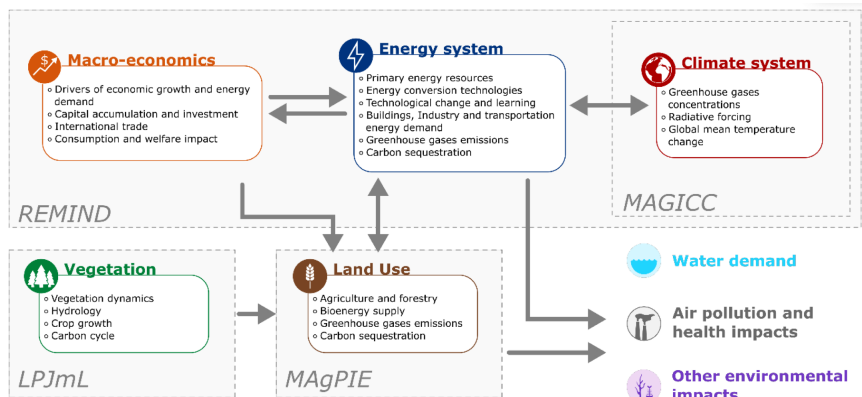 Macro-economics
Drivers of economic growth and energy
demand
Capital accumulation and investment
International trade
Consumption and welfare impact
Energy system
Primary energy resources
Energy conversion technologies
Technological change and learning
Buildings, Industry and transportation
energy demand
Greenhouse gases emissions
Carbon sequestration
Climate system
Greenhouse gases
concentrations
Radiative forcing
Global mean temperature
change
REMIND
MAGICC
Vegetation
Vegetation dynamics
Hydrology
Crop growth
Carbon cycle
LPJmL
Land Use
Agriculture and forestry
Bioenergy supply
Greenhouse gases emissions
Carbon sequestration
MAgPIE
Water demand
Air pollution and
health impacts
Other environmental
impacts